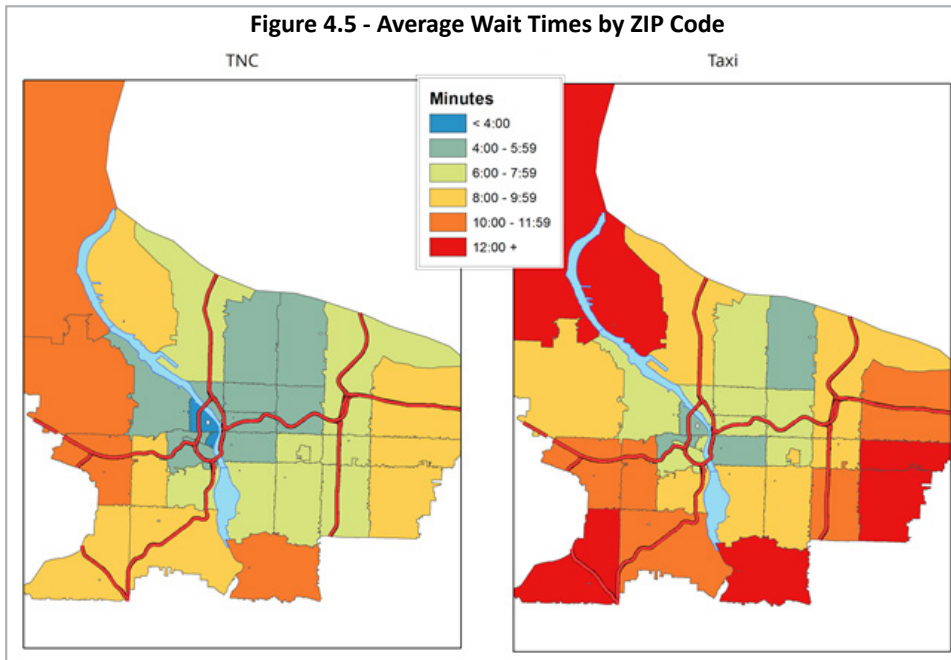 Figure 4.5 - Average Wait Times by ZIP Code
TNC
Taxi
Minutes
< 4:00
4:00 - 5:59
6:00 - 7:59
8:00 - 9:59
10:00 - 11:59
12:00 +